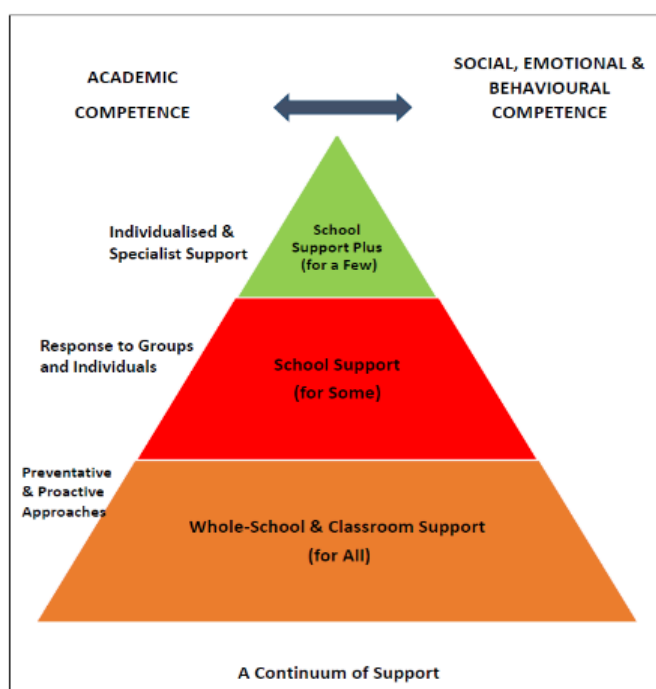 ACADEMIC
COMPETENCE
SOCIAL, EMOTIONAL &
BEHAVIOURAL
COMPETENCE
Individualised &
Specialist Support
School
Support Plus
(for a Few)
Response to Groups
and Individuals
School Support
(for Some)
Preventative
& Proactive
Approaches
Whole-School & Classroom Support
(for All)
A Continuum of Support